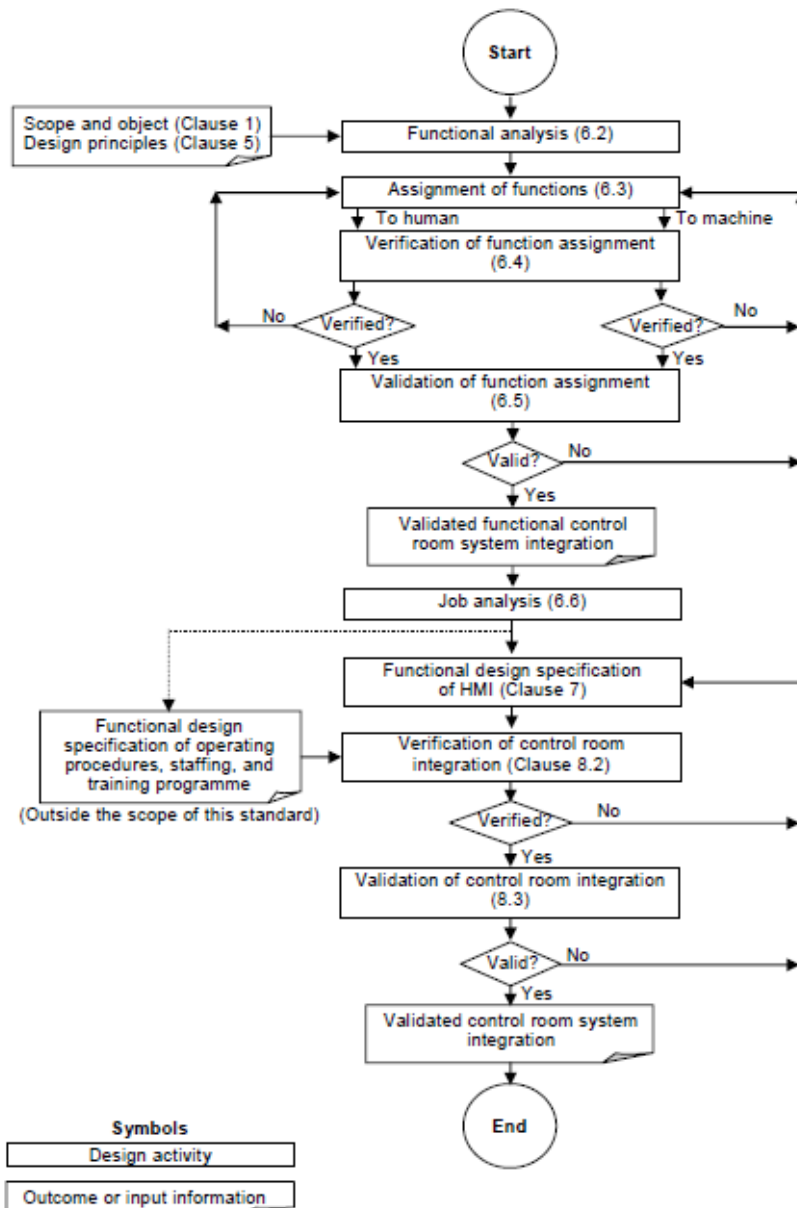 Start
Scope and object (Clause 1)
Design principles (Clause 5)
Functional analysis (6.2)
Assignment of functions (6.3)
To human
To machine
Verification of function assignment
(6.4)
No
Verified?
Verified?
No
Yes
Yes
Validation of function assignment
(6.5)
Valid?
No
Yes
Validated functional control
room system integration
Job analysis (6.6)
Functional design specification
of HMI (Clause 7)
Functional design
specification of operating
procedures, staffing, and
training programme
(Outside the scope of this standard)
Verification of control room
integration (Clause 8.2)
Verified?
No
Yes
Validation of control room integration
(8.3)
Valid?
No
Yes
Validated control room system
integration
End
Symbols
Design activity
Outcome or input information